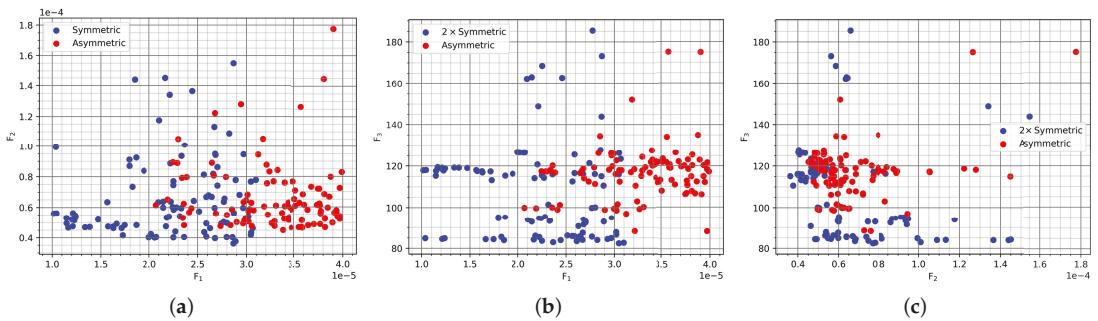 1e−4
1.8
1.6
1.4
1.2
1.0
0.8
0.6
0.4
F2
Symmetric
Asymmetric
1.0
1.5
2.0
2.5
3.0
3.5
4.0
F1
1e−5
(a)
180
160
140
120
100
80
F3
2 × Symmetric
Asymmetric
1.0
1.5
2.0
2.5
3.0
3.5
4.0
F1
1e−5
(b)
180
160
140
120
100
80
F3
2 × Symmetric
Asymmetric
0.4
0.6
0.8
1.0
1.2
1.4
1.6
1.8
F2
1e−4
(c)